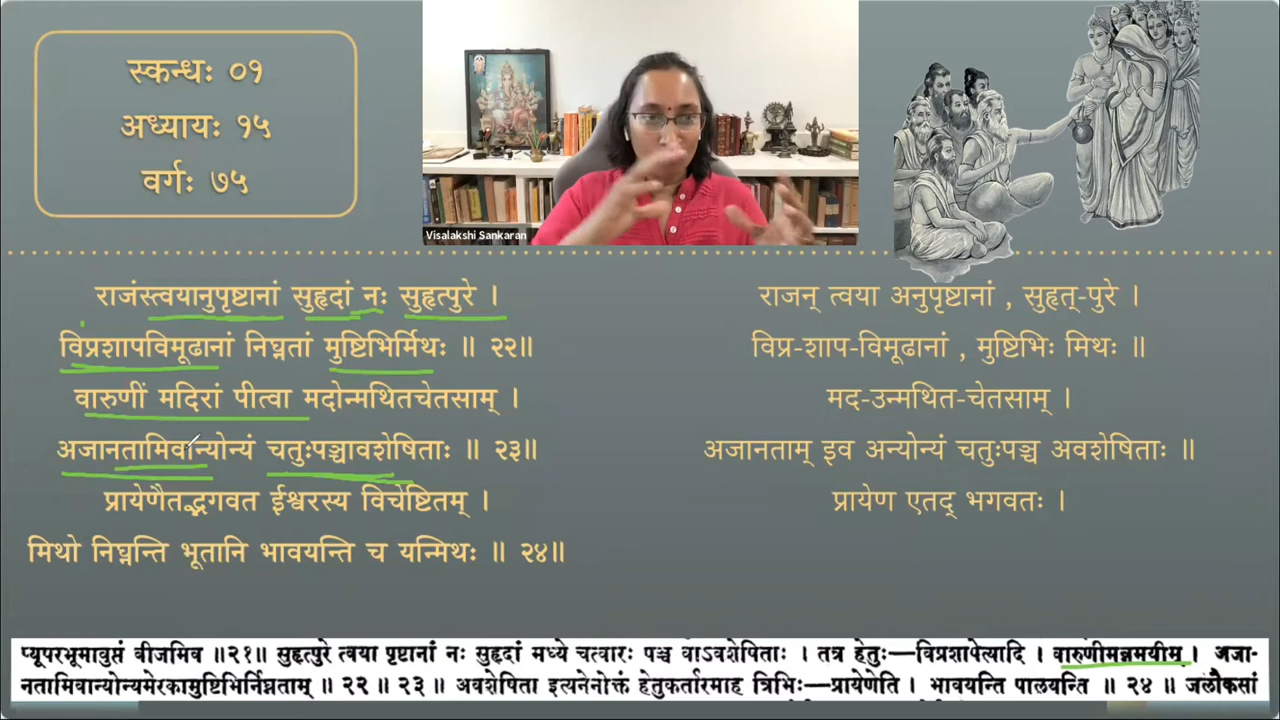 स्कन्धः ०१
अध्यायः १५
वर्गः ७५
Visalakshi Sankaran
राजंस्त्वयानुपृष्टानां सुहृदां नः सुहृत्पुरे ।
विप्रशापविमूढानां निघ्नतां मुष्टिभिर्मिथः ॥ २२॥
वारुणीं मदिरां पीत्वा मदोन्मथितचेतसाम् ।
अजानतामिवान्योन्यं चतुःपञ्चावशेषिताः ॥ २३॥
प्रायेणैतद्भगवत ईश्वरस्य विचेष्टितम् ।
मिथो निघ्नन्ति भूतानि भावयन्ति च यन्मिथः ॥ २४॥
राजन् त्वया अनुपृष्टानां , सुहृत्-पुरे ।
विप्र-शाप-विमूढानां , मुष्टिभिः मिथः ॥
मद-उन्मथित-चेतसाम् ।
अजानताम् इव अन्योन्यं चतुःपञ्च अवशेषिताः ॥
प्रायेण एतद् भगवतः ।
प्यूपरभूमावुप्तं बीजमिव ॥२१॥ सुहृत्पुरे त्वया पृष्टानां नः सुहृदां मध्ये चत्वारः पञ्च वाऽवशेषिताः । तत्र हेतुः—विप्रशापेत्यादि । वारुणीमन्नमयीम् । अजा-
नतामिवान्योन्यमेरकामुष्टिभिर्निघ्नताम् ॥ २२ ॥ २३ ॥ अवशेषिता इत्यनेनोक्तं हेतुकर्तारमाह त्रिभिः—प्रायेणेति । भावयन्ति पालयन्ति ॥ २४ ॥ जलौकसां